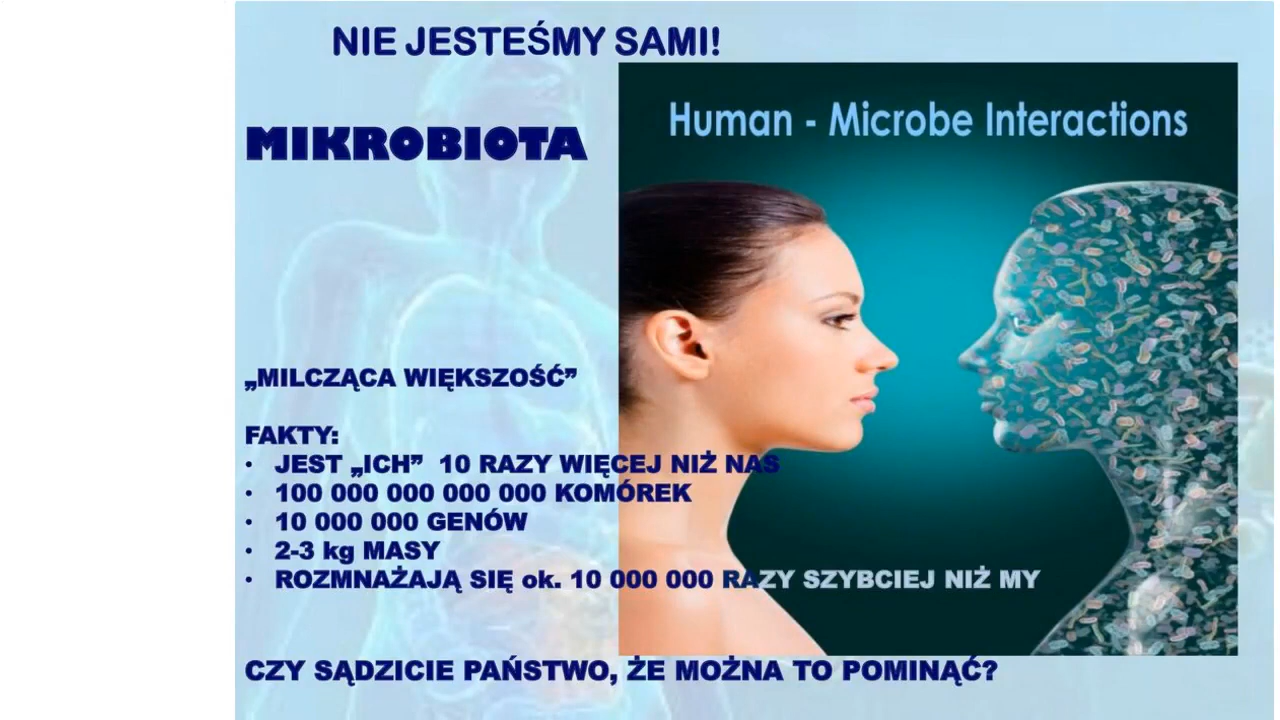 NIE JESTEŚMY SAMI!
Human - Microbe Interactions
MIKROBIOTA
„MILCZĄCA WIĘKSZOŚĆ”
FAKTY:
• JEST „ICH” 10 RAZY WIĘCEJ NIŻ NAS
• 100 000 000 000 000 KOMÓREK
• 10 000 000 GENÓW
• 2-3 kg MASY
• ROZMNAŻAJĄ SIĘ ok. 10 000 000 RAZY SZYBCIEJ NIŻ MY
CZY SĄDZICIE PAŃSTWO, ŻE MOŻNA TO POMINĄĆ?